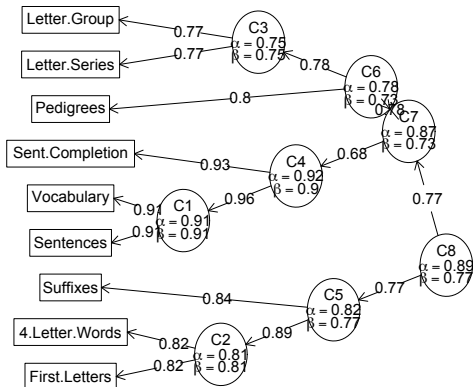 Letter.Group
0.77
C3
α = 0.75
β = 0.75
Letter.Series
0.77
0.78
C6
α = 0.78
β = 0.73
Pedigrees
0.8
0.78
C7
α = 0.87
β = 0.73
Sent.Completion
0.93
C4
α = 0.92
β = 0.9
0.68
Vocabulary
0.91
C1
α = 0.91
β = 0.91
0.96
Sentences
0.91
0.77
C8
α = 0.89
β = 0.77
Suffixes
0.84
C5
α = 0.82
β = 0.77
0.77
4.Letter.Words
0.82
C2
α = 0.81
β = 0.81
0.89
First.Letters
0.82